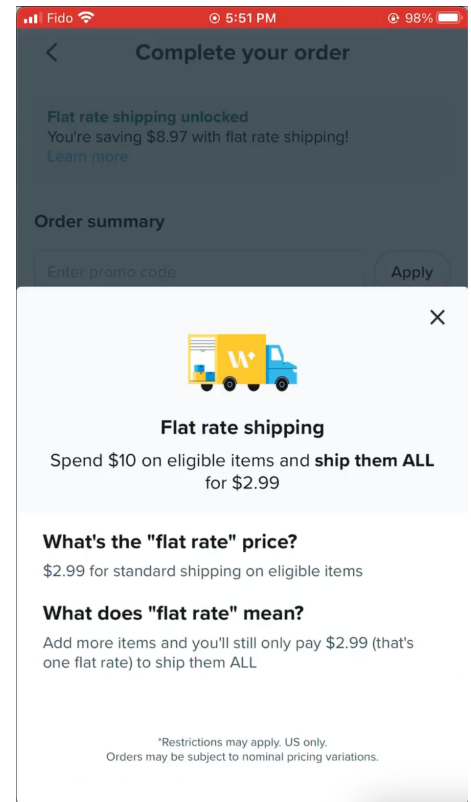 Fido 5:51 PM 98%
Complete your order
Flat rate shipping unlocked
You're saving $8.97 with flat rate shipping!
Learn more
Order summary
Enter promo code Apply
W
Flat rate shipping
Spend $10 on eligible items and ship them ALL
for $2.99
What's the "flat rate" price?
$2.99 for standard shipping on eligible items
What does "flat rate" mean?
Add more items and you'll still only pay $2.99 (that's
one flat rate) to ship them ALL
*Restrictions may apply. US only.
Orders may be subject to nominal pricing variations.